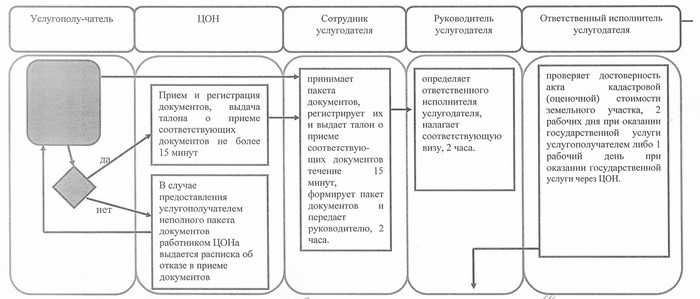 Услугополу-чатель
ЦОН
Сотрудник
услугодателя
Руководитель
услугодателя
Ответственный исполнитель
услугодателя
да
нет
Прием и регистрация
документов, выдача
талона о приеме
соответствующих
документов не более
15 минут
В случае
предоставления
услугополучателем
неполного пакета
документов
работником ЦОНа
выдается расписка об
отказе в приеме
документов
принимает
пакета
документов,
регистрирует их
и выдает талон о
приеме
соответствую-
щих документов
течение 15
минут,
формирует пакет
документов и
передает
руководителю, 2
часа.
определяет
ответственного
исполнителя
услугодателя,
налагает
соответствующую
визу, 2 часа.
проверяет достоверность
акта кадастровой
(оценочной) стоимости
земельного участка, 2
рабочих дня при оказании
государственной услуги
услугополучателем либо 1
рабочий день при
оказании государственной
услуги через ЦОН.